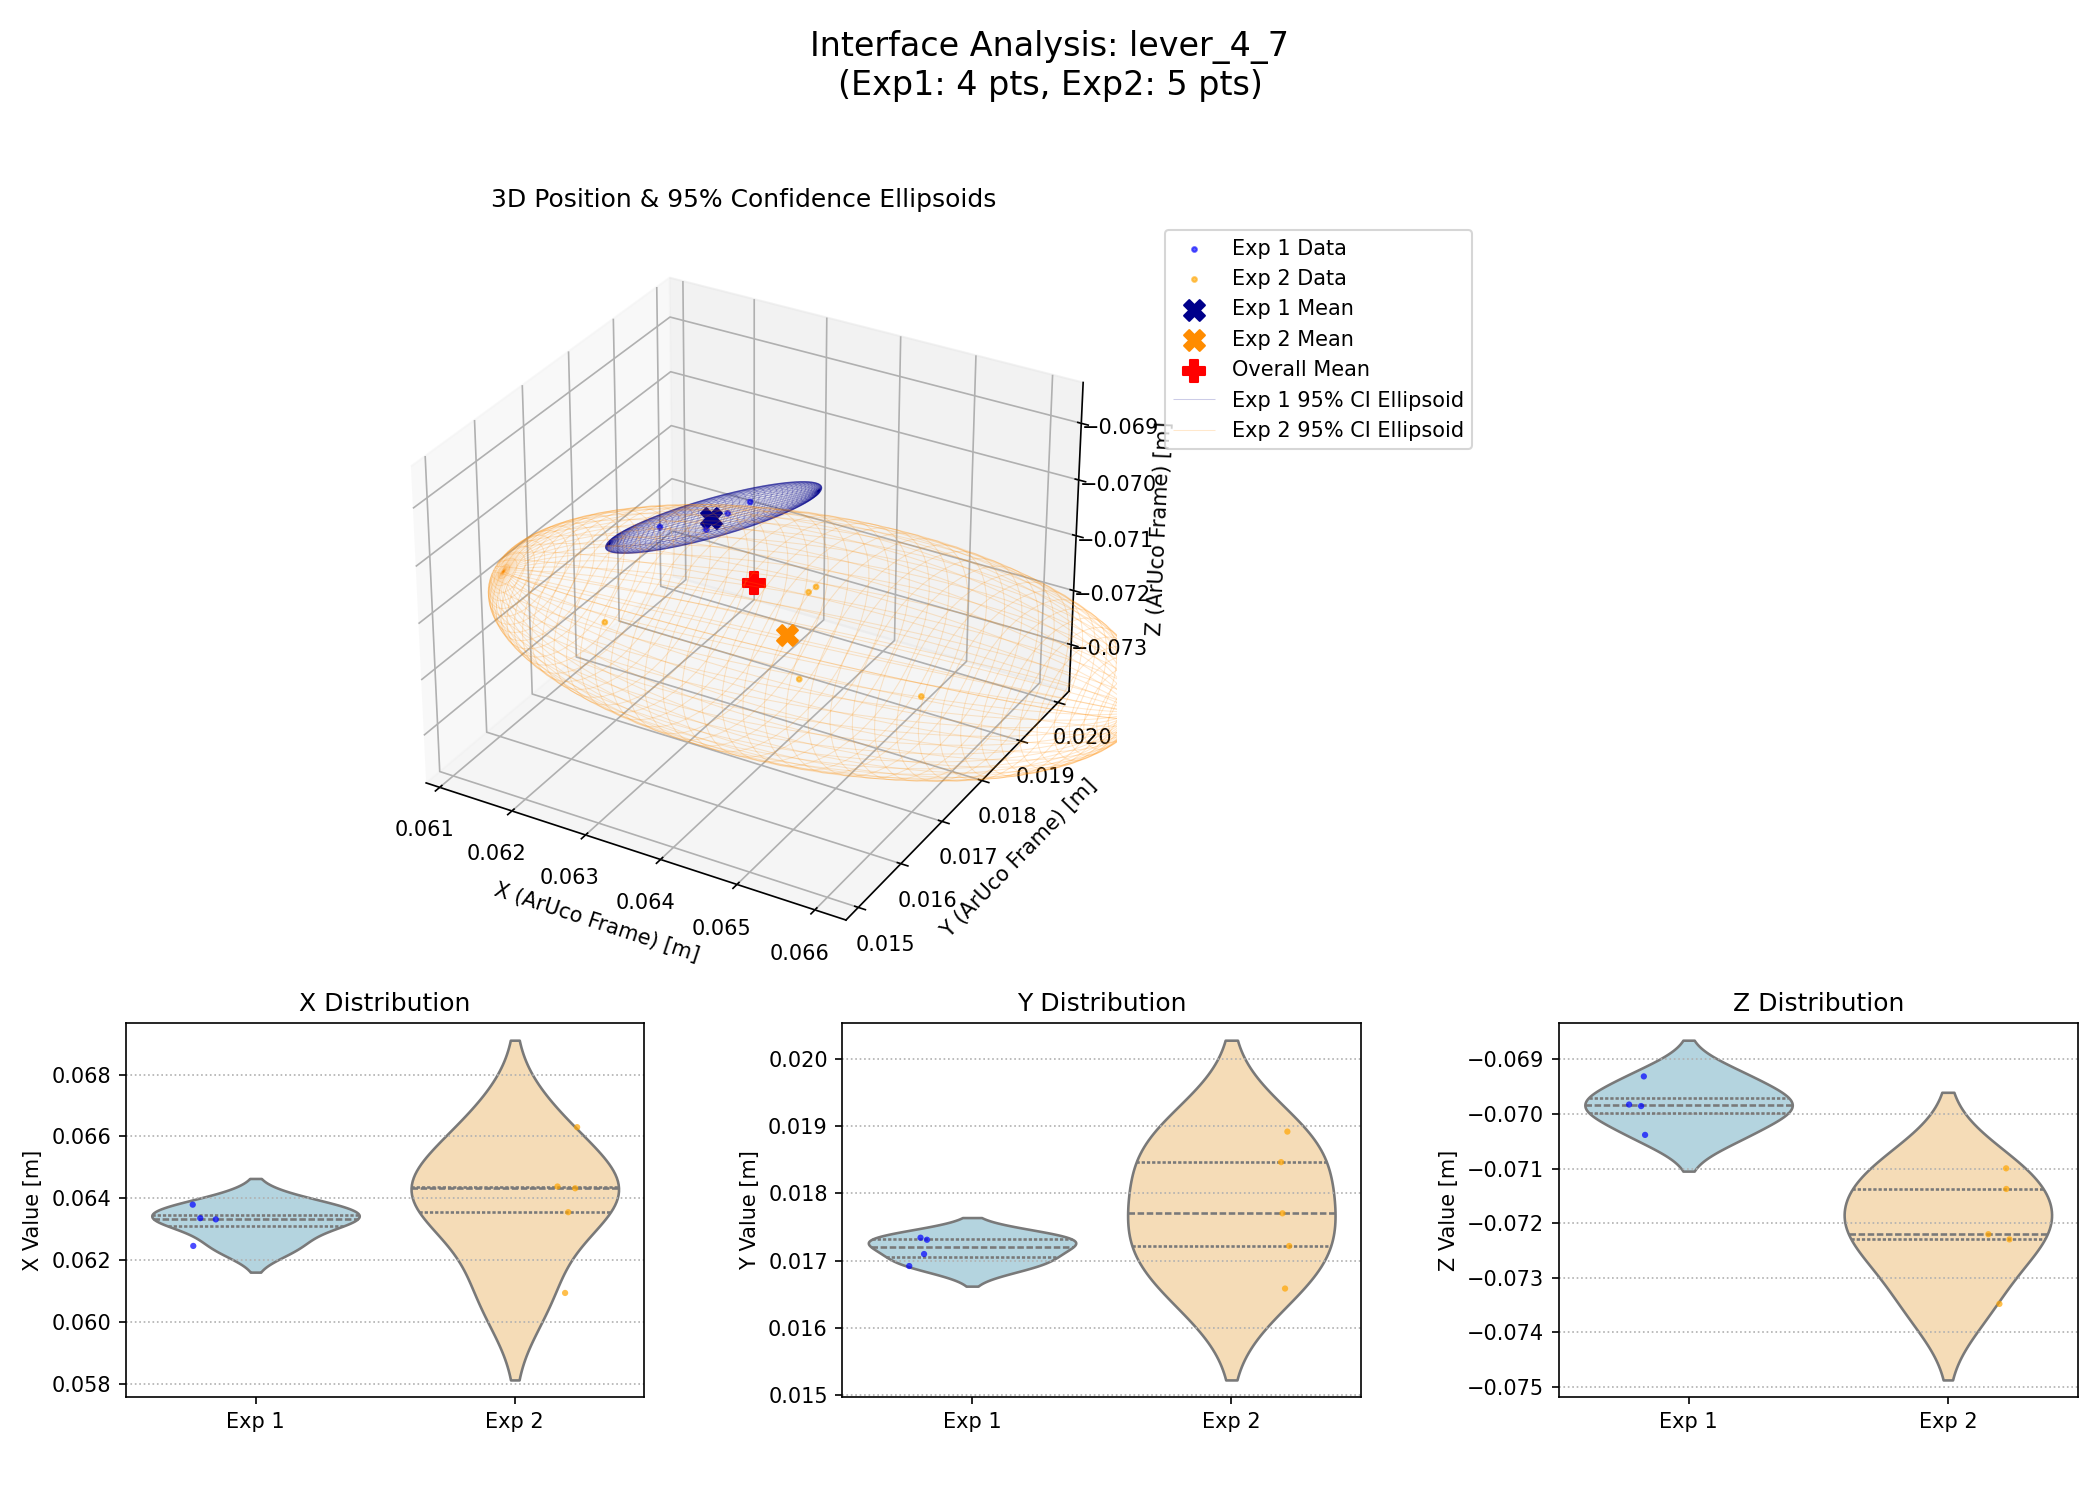 Interface Analysis: lever_4_7
(Exp1: 4 pts, Exp2: 5 pts)
3D Position & 95% Confidence Ellipsoids
Exp 1 Data
Exp 2 Data
Exp 1 Mean
Exp 2 Mean
Overall Mean
Exp 1 95% CI Ellipsoid
Exp 2 95% CI Ellipsoid
−0.069
−0.070
−0.071
−0.072
−0.073
Z (ArUco Frame) [m]
0.020
0.019
0.018
0.017
0.016
0.015
Y (ArUco Frame) [m]
0.061
0.062
0.063
0.064
0.065
0.066
X (ArUco Frame) [m]
X Distribution
X Value [m]
0.068
0.066
0.064
0.062
0.060
0.058
Exp 1
Exp 2
Y Distribution
Y Value [m]
0.020
0.019
0.018
0.017
0.016
0.015
Exp 1
Exp 2
Z Distribution
Z Value [m]
−0.069
−0.070
−0.071
−0.072
−0.073
−0.074
−0.075
Exp 1
Exp 2